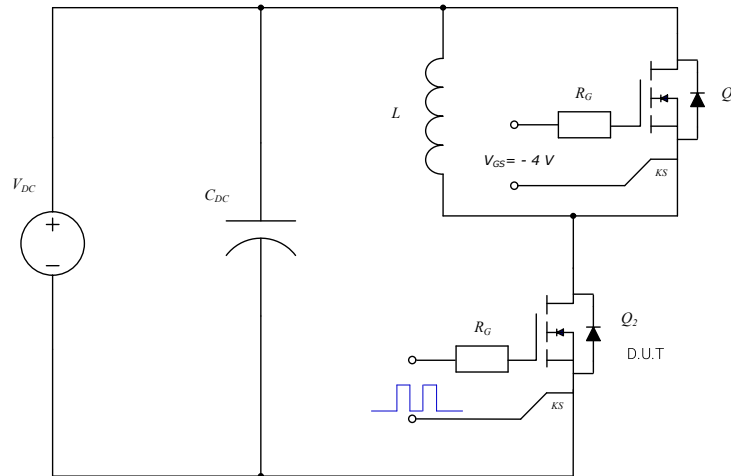 Q
R_G
L
V_GS= - 4 V
V_DC
KS
C_DC
Q_2
R_G
D.U.T
KS